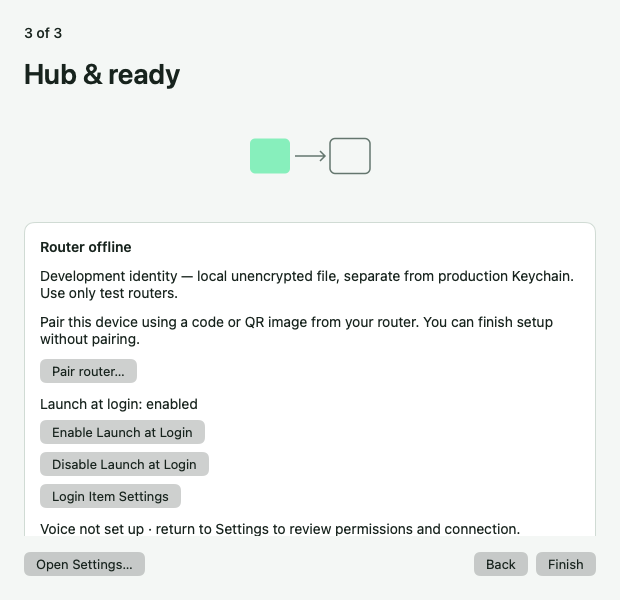 3 of 3
Hub & ready
Router offline
Development identity — local unencrypted file, separate from production Keychain.
Use only test routers.
Pair this device using a code or QR image from your router. You can finish setup
without pairing.
Pair router...
Launch at login: enabled
Enable Launch at Login
Disable Launch at Login
Login Item Settings
Voice not set up · return to Settings to review permissions and connection.
Open Settings...
Back
Finish